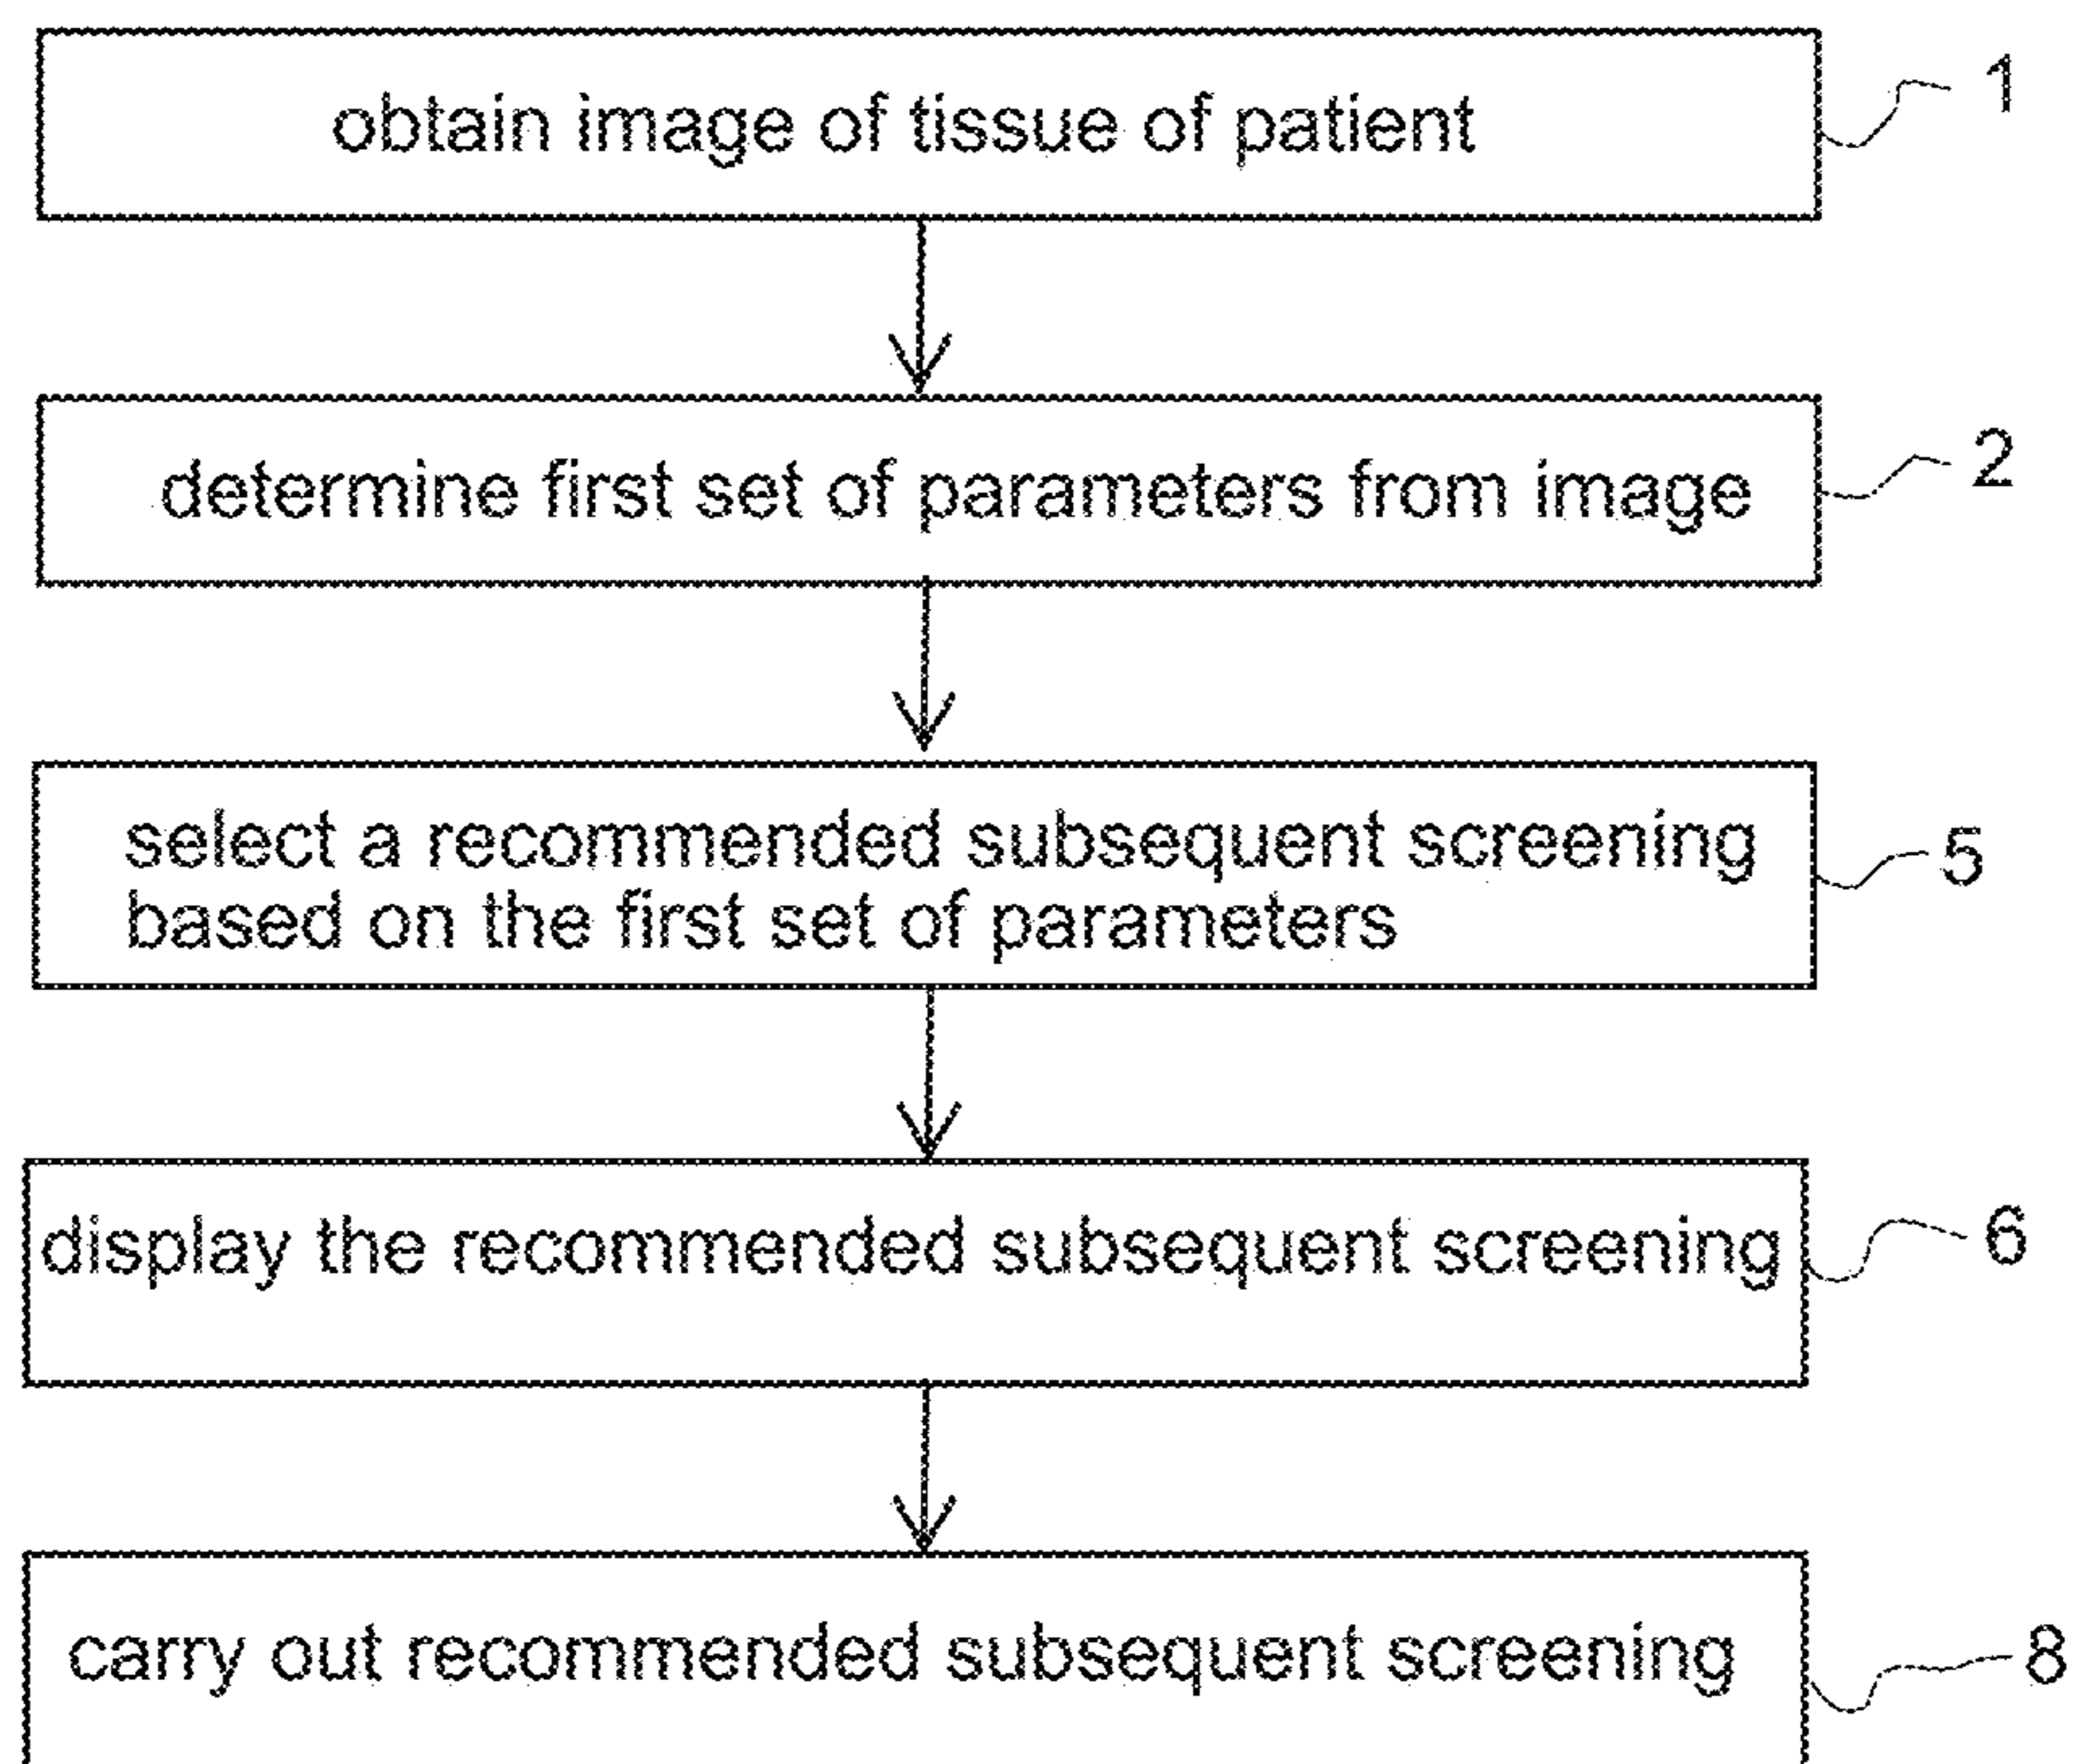 obtain image of tissue of patient
1
determine first set of parameters from image
2
select a recommended subsequent screening
based on the first set of parameters
5
display the recommended subsequent screening
6
carry out recommended subsequent screening
8